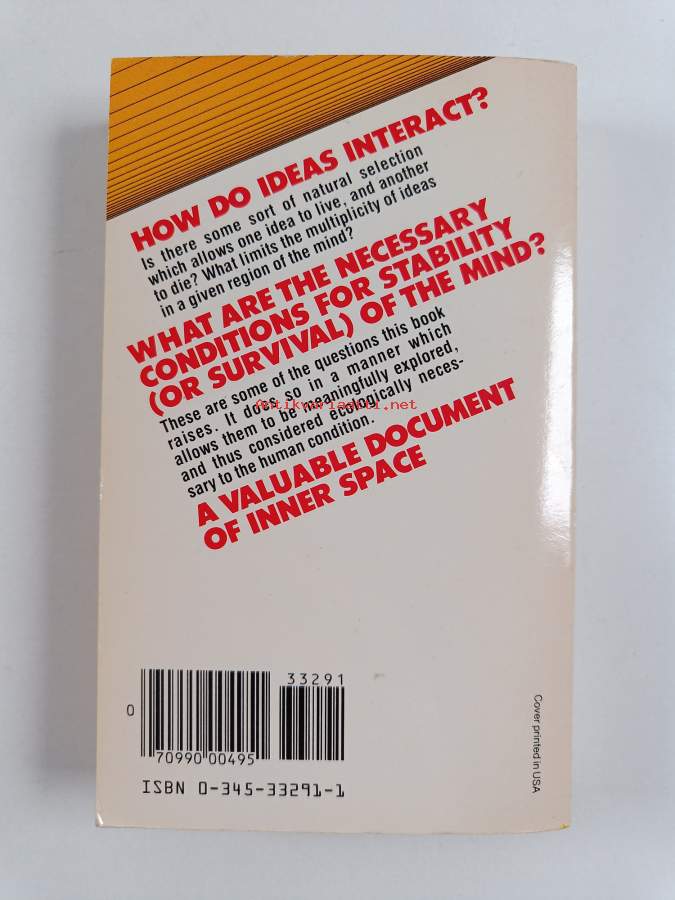 HOW DO IDEAS INTERACT?
Is there some sort of natural selection
which allows one idea to live, and another
to die? What limits the multiplicity of ideas
in a given region of the mind?
WHAT ARE THE NECESSARY
CONDITIONS FOR STABILITY
(OR SURVIVAL) OF THE MIND?
These are some of the questions this book
raises. It does so in a manner which
allows them to be meaningfully explored,
and thus considered ecologically neces-
sary to the human condition.
A VALUABLE DOCUMENT
OF INNER SPACE
antikvariaatti.net
33291
0
70990 00495
ISBN 0-345-33291-1
Cover printed in USA